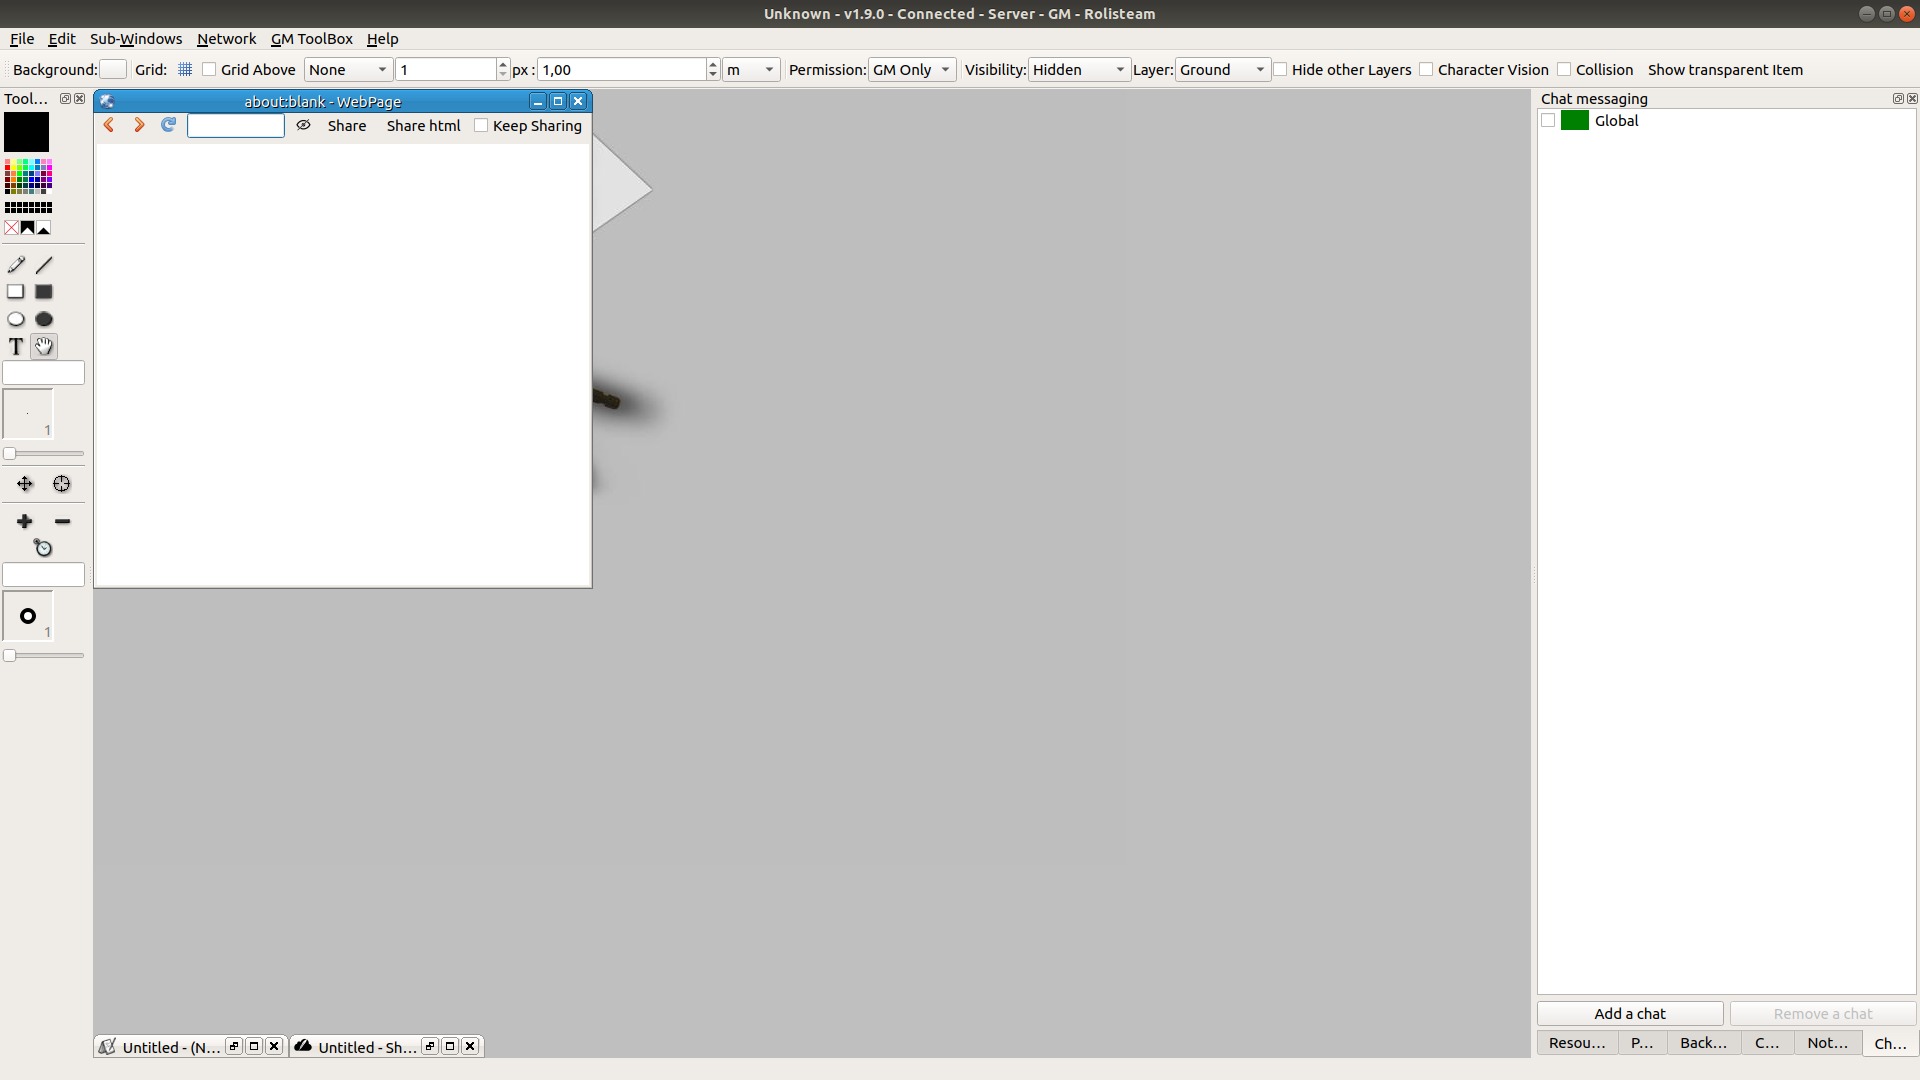 Unknown - v1.9.0 - Connected - Server - GM - Rolisteam
File Edit Sub-Windows Network GM ToolBox Help
Background: Grid: Grid Above None 1 px : 1,00 m Permission: GM Only Visibility: Hidden Layer: Ground Hide other Layers Character Vision Collision Show transparent Item
Tool...
about:blank - WebPage
Share Share html Keep Sharing
T
1
1
Untitled - (N...
Untitled - Sh...
Chat messaging
Global
Add a chat Remove a chat
Resou... P... Back... C... Not... Ch...